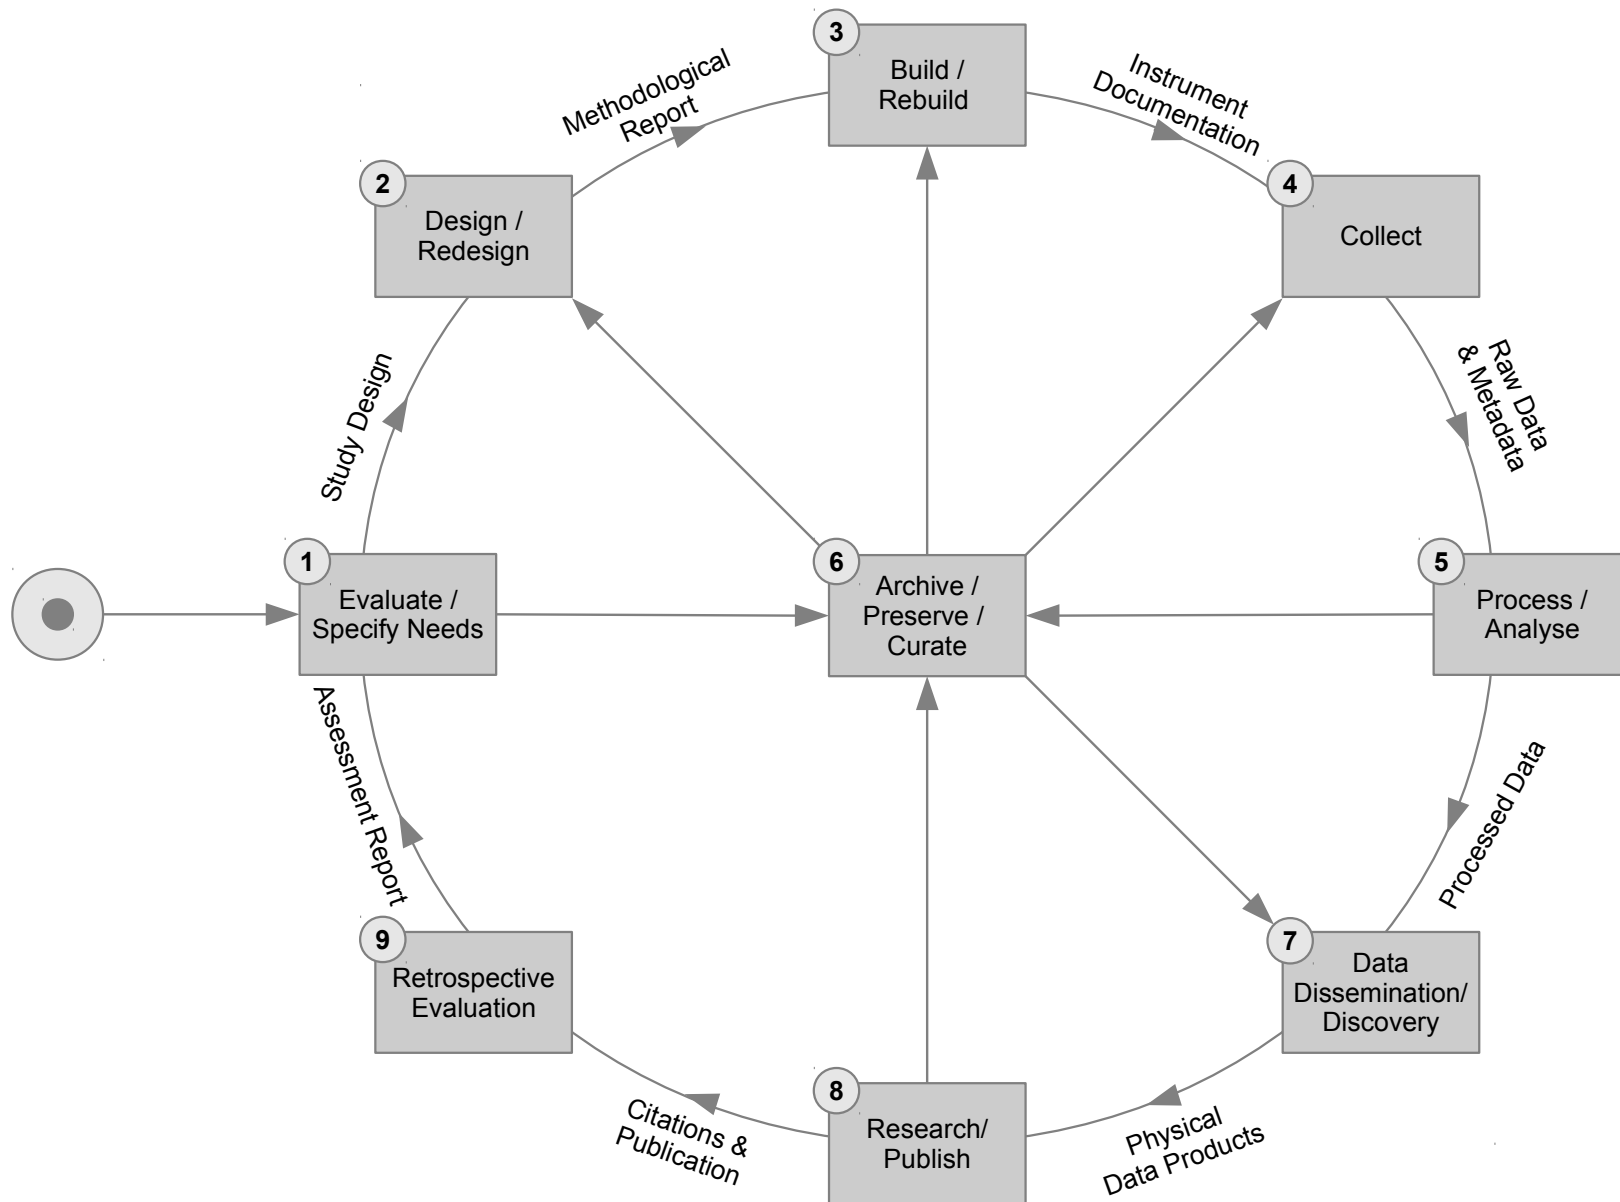 3
Build /
Rebuild
Methodological
Report
Instrument
Documentation
2
Design /
Redesign
4
Collect
Study Design
Raw Data
& Metadata
1
Evaluate /
Specify Needs
6
Archive /
Preserve /
Curate
5
Process /
Analyse
Assessment Report
Processed Data
9
Retrospective
Evaluation
7
Data
Dissemination/
Discovery
8
Research/
Publish
Citations &
Publication
Physical
Data Products